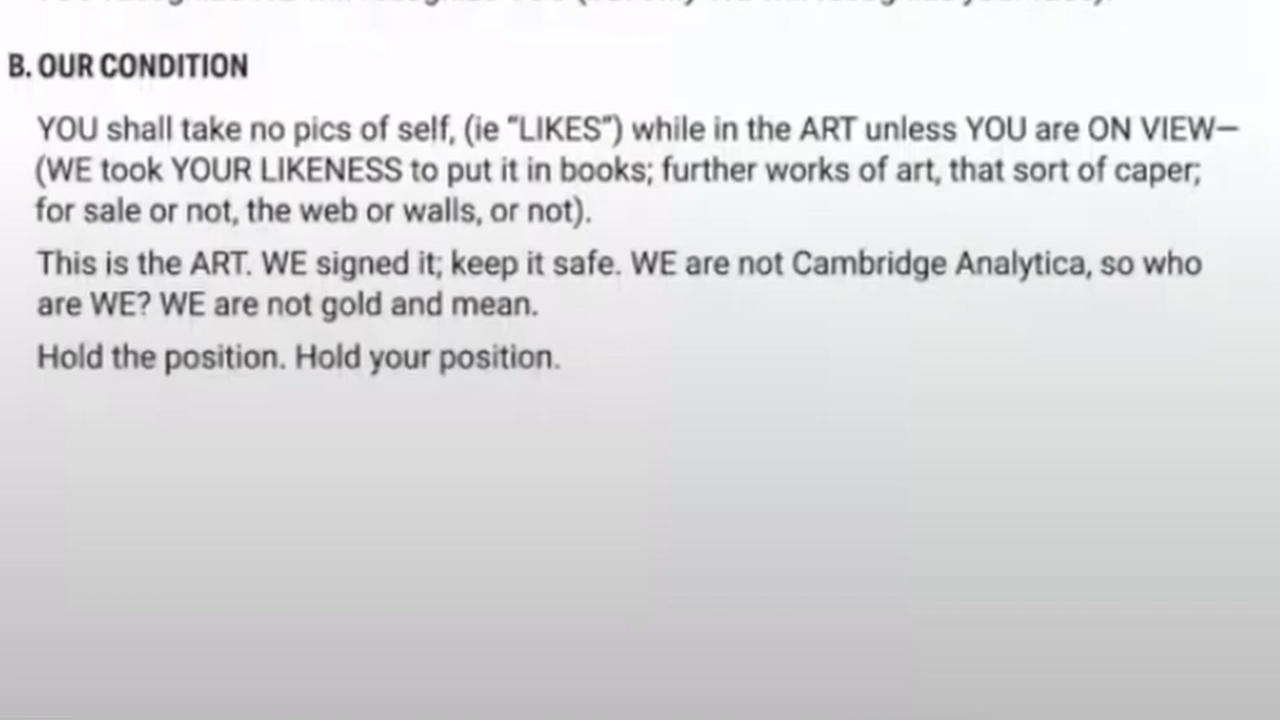 B. OUR CONDITION
YOU shall take no pics of self, (ie "LIKES") while in the ART unless YOU are ON VIEW—
(WE took YOUR LIKENESS to put it in books; further works of art, that sort of caper;
for sale or not, the web or walls, or not).
This is the ART. WE signed it; keep it safe. WE are not Cambridge Analytica, so who
are WE? WE are not gold and mean.
Hold the position. Hold your position.